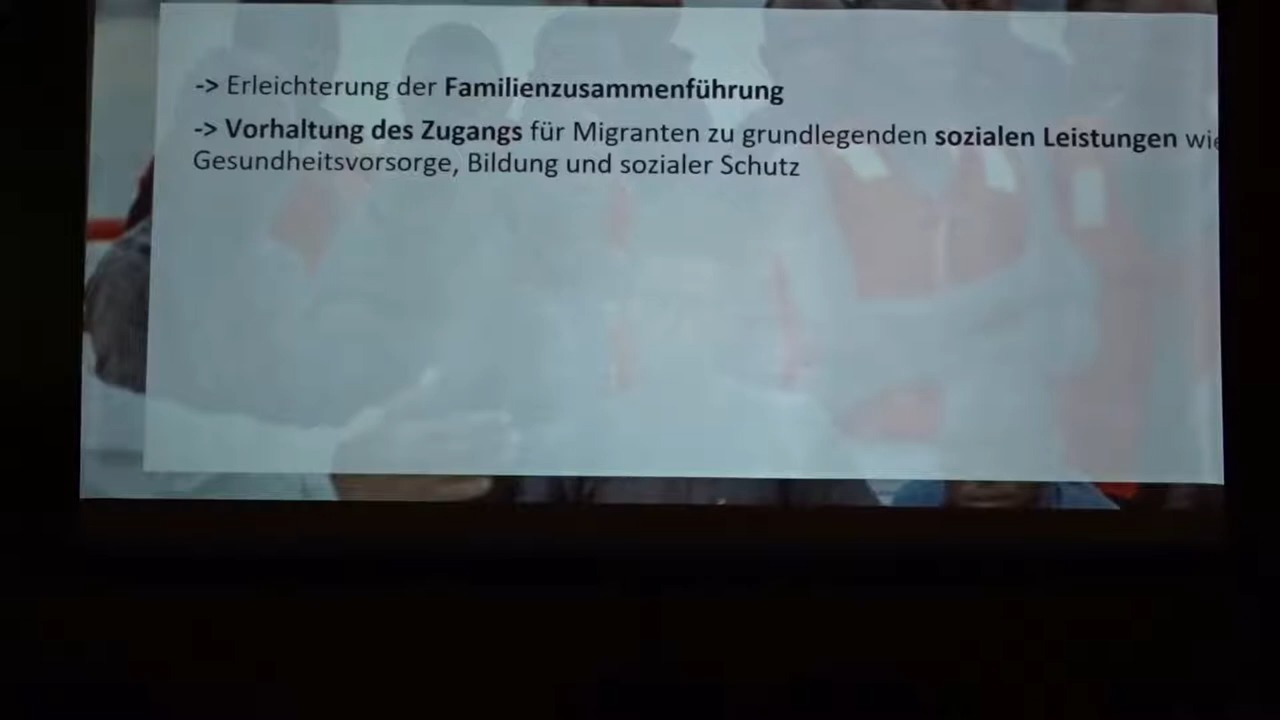 -> Erleichterung der Familienzusammenführung
-> Vorhaltung des Zugangs für Migranten zu grundlegenden sozialen Leistungen wie
Gesundheitsvorsorge, Bildung und sozialer Schutz